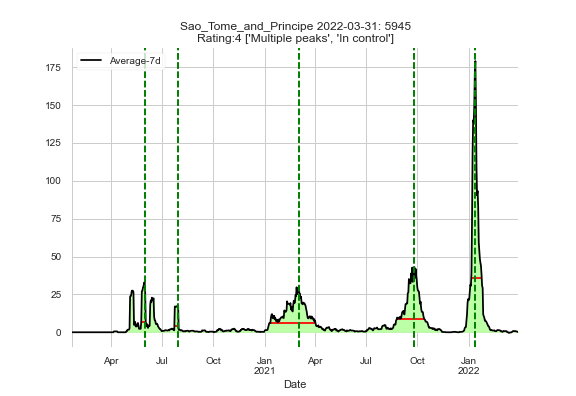 Sao_Tome_and_Principe 2022-03-31: 5945
Rating:4 ['Multiple peaks', 'In control']
Average-7d
175
150
125
100
75
50
25
0
Apr Jul Oct Jan Apr Jul Oct Jan
2021 2022
Date